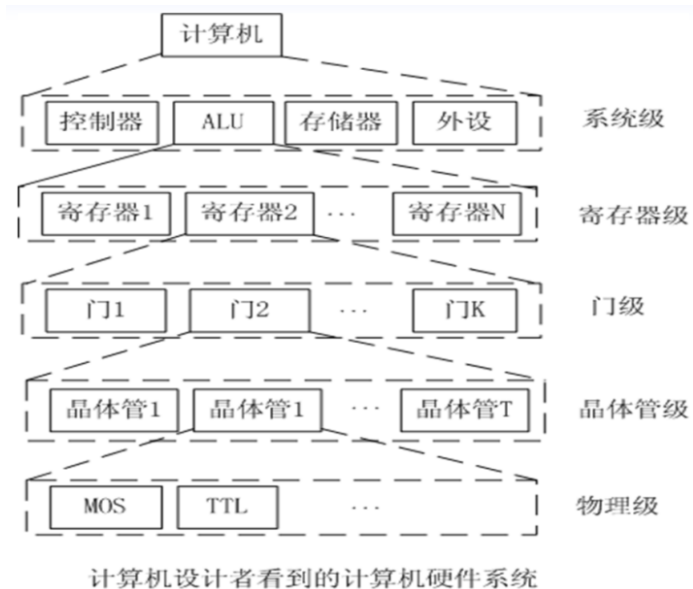 计算机
控制器 ALU 存储器 外设 系统级
寄存器1 寄存器2 ... 寄存器N 寄存器级
门1 门2 ... 门K 门级
晶体管1 晶体管1 ... 晶体管T 晶体管级
MOS TTL ... 物理级
计算机设计者看到的计算机硬件系统